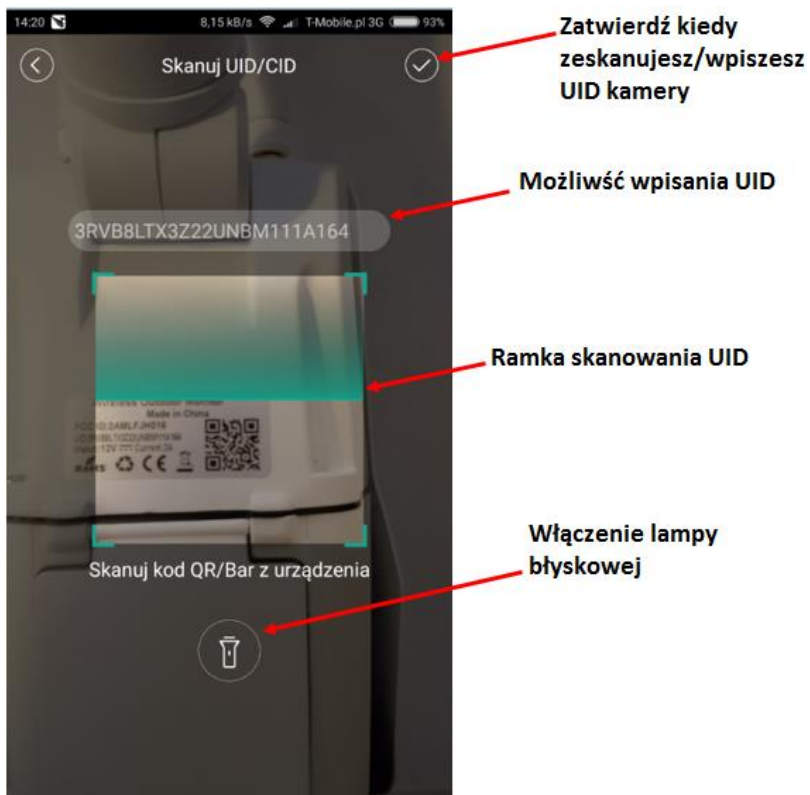 14:20 8,15 kB/s T-Mobile.pl 3G 93%
Skanuj UID/CID
Zatwierdź kiedy
zeskanujesz/wpiszesz
UID kamery
Możliwść wpisania UID
3RVB8LTX3Z22UNBM111A164
Ramka skanowania UID
Made in China
Skanuj kod QR/Bar z urządzenia
Włączenie lampy
błyskowej